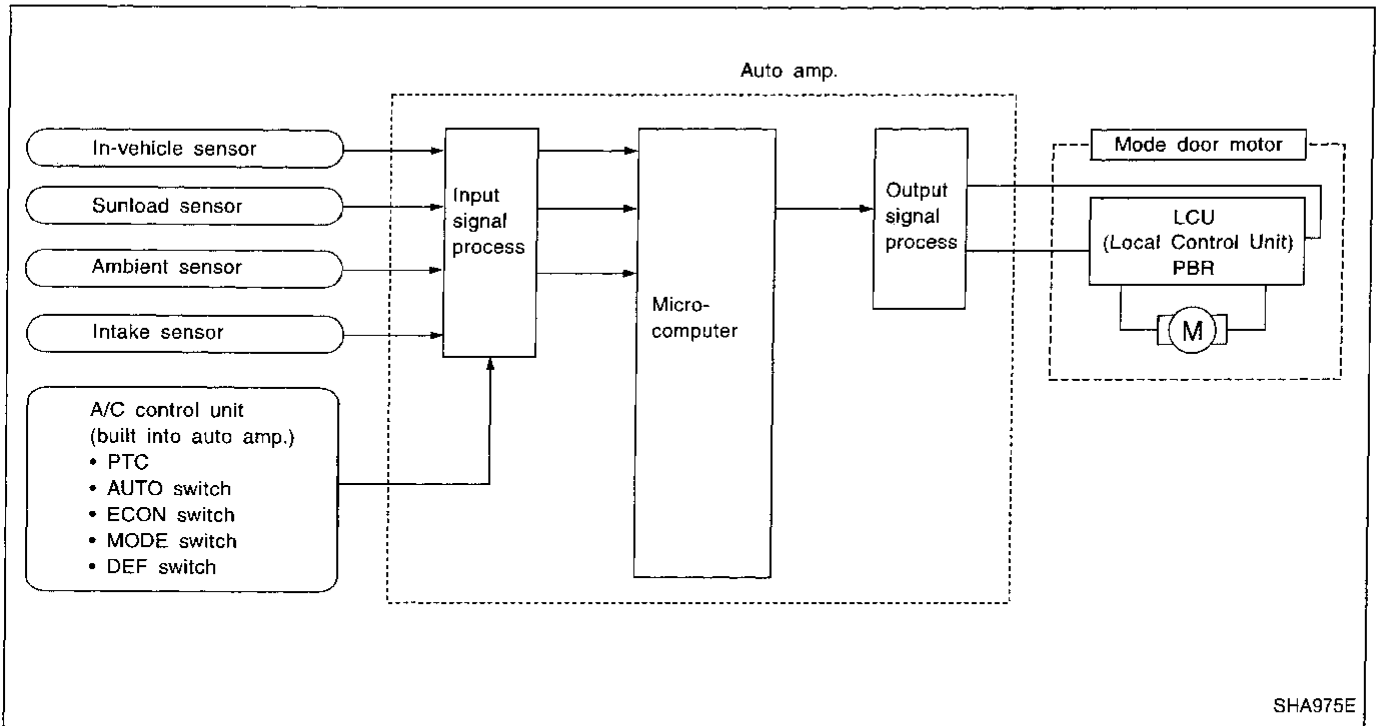 Auto amp.
In-vehicle sensor
Sunload sensor
Ambient sensor
Intake sensor
A/C control unit
(built into auto amp.)
• PTC
• AUTO switch
• ECON switch
• MODE switch
• DEF switch
Input
signal
process
Micro-
computer
Output
signal
process
Mode door motor
LCU
(Local Control Unit)
PBR
M
SHA975E